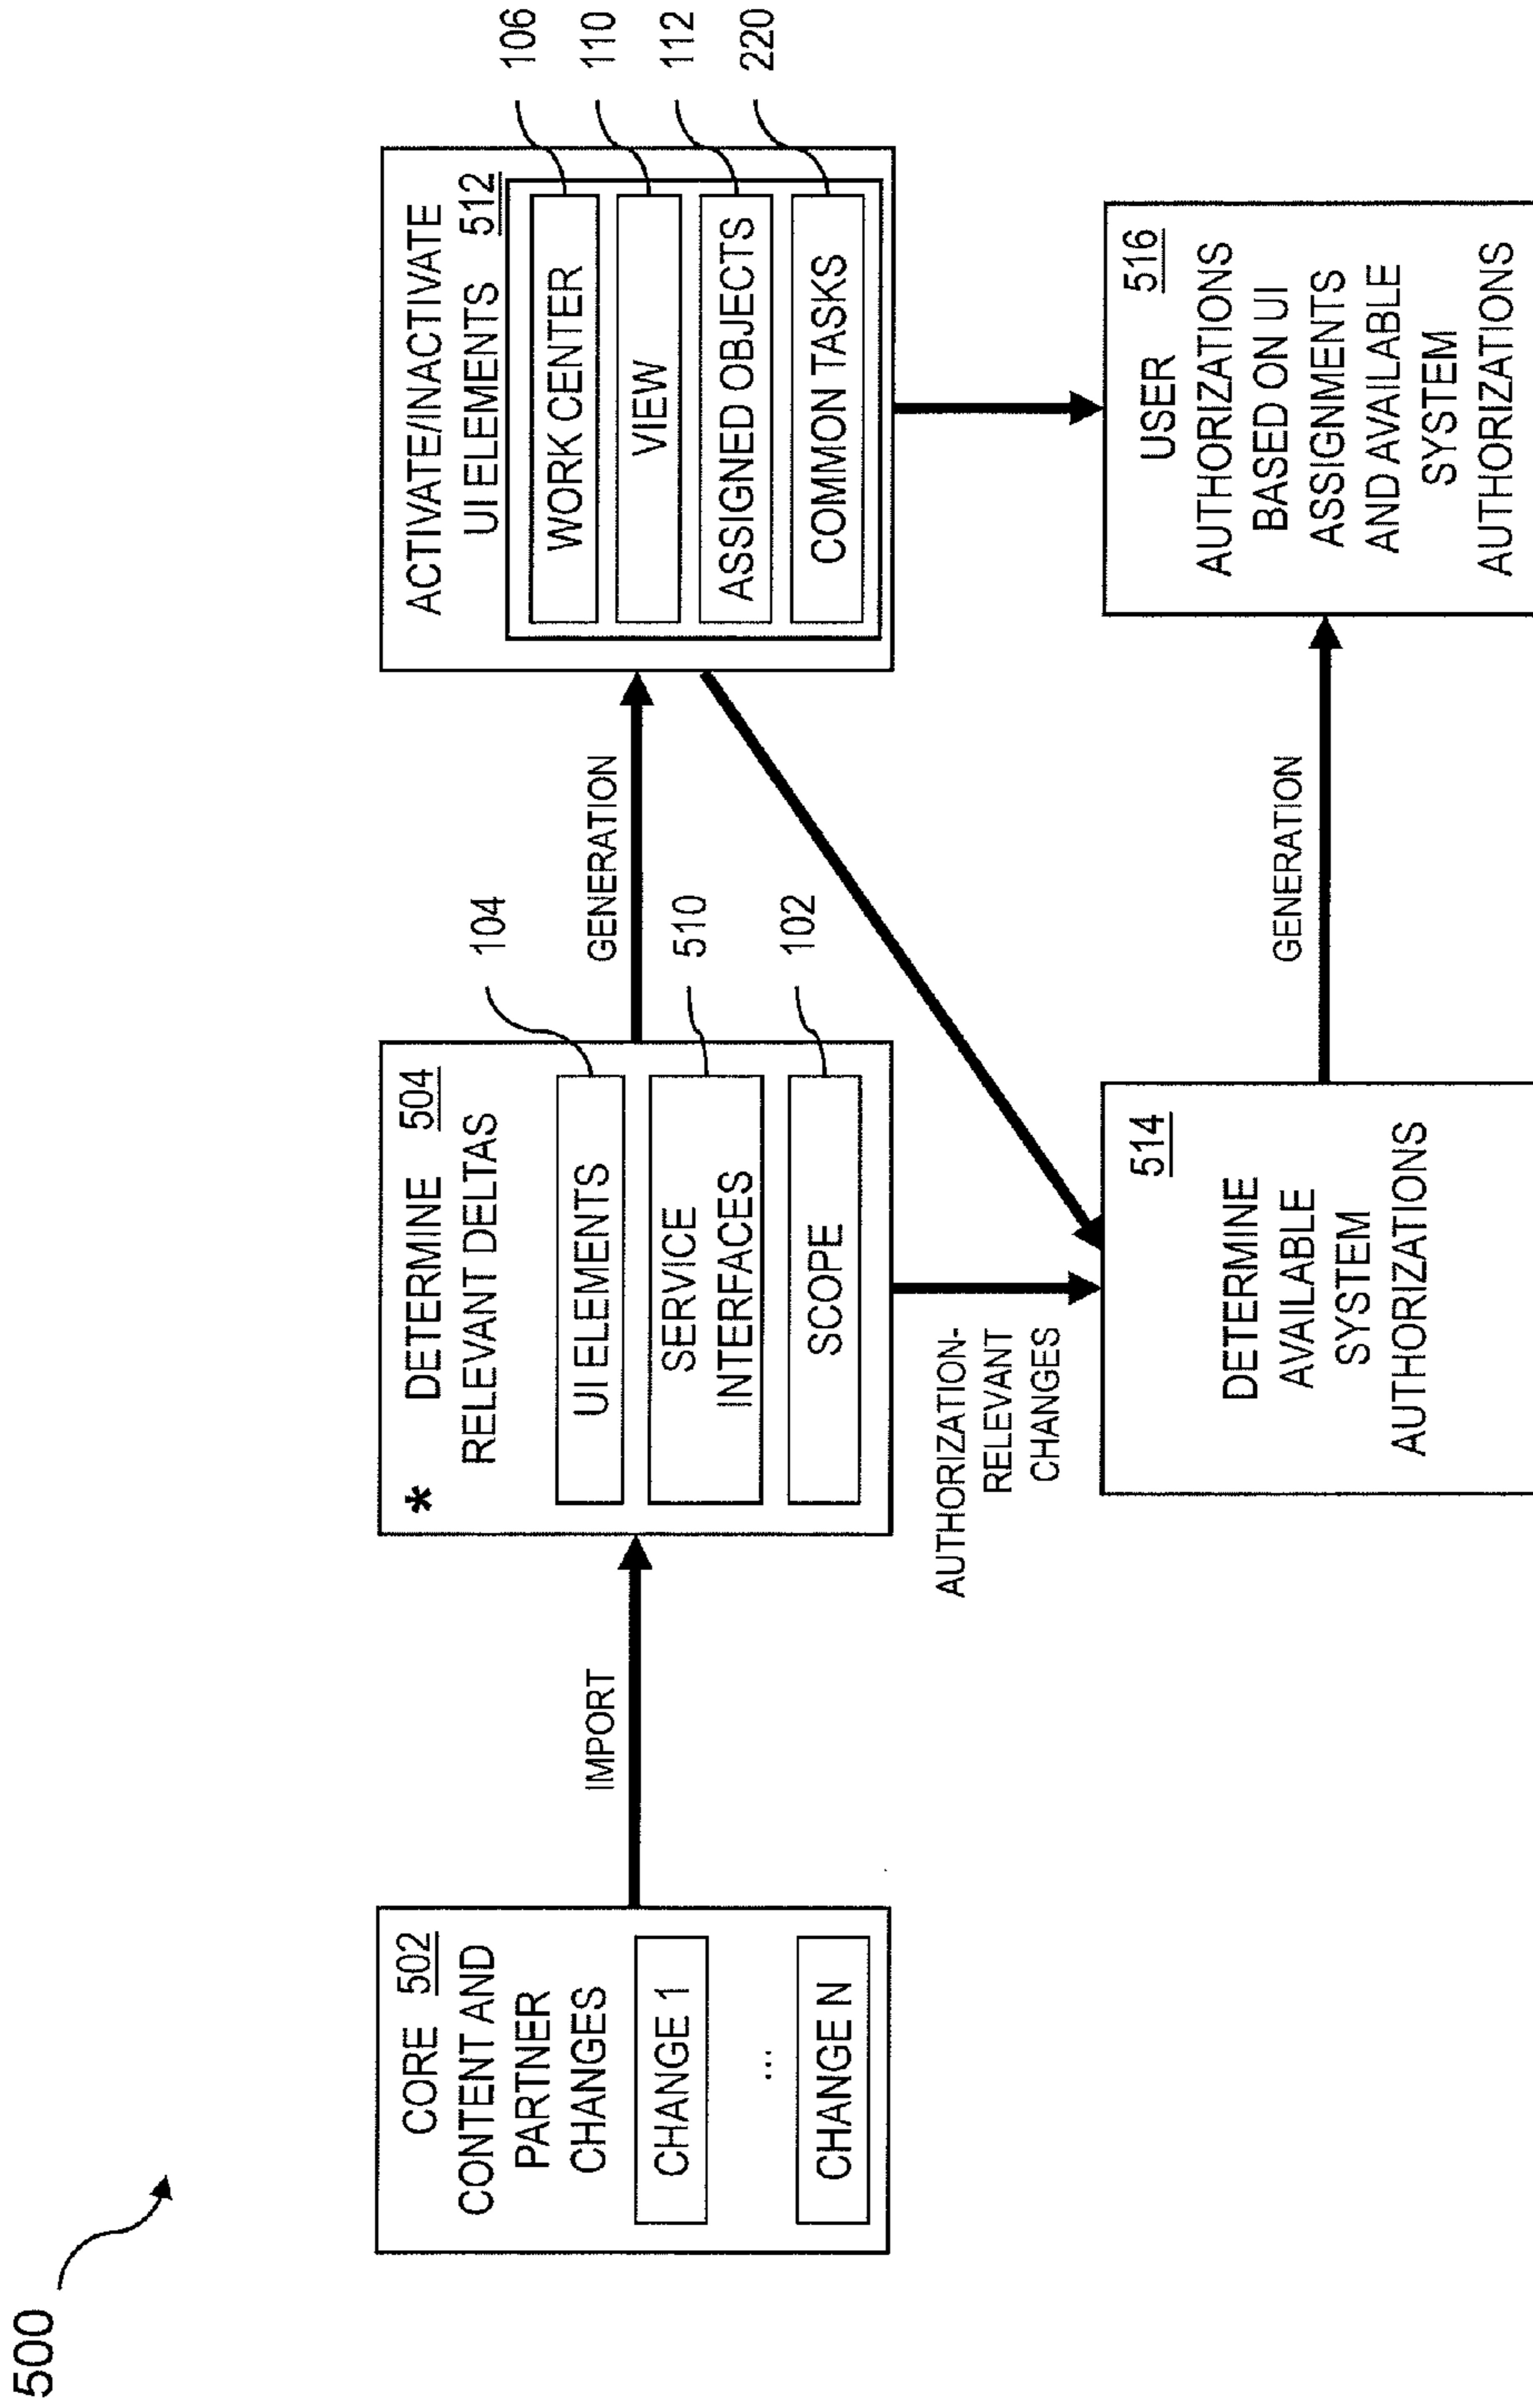 500
CORE 502
CONTENT AND
PARTNER
CHANGES
CHANGE 1
...
CHANGE N
IMPORT
* DETERMINE 504
RELEVANT DELTAS
UI ELEMENTS
SERVICE
INTERFACES
SCOPE
104
510
102
GENERATION
ACTIVATE/INACTIVATE
UI ELEMENTS 512
WORK CENTER
VIEW
ASSIGNED OBJECTS
COMMON TASKS
106
110
112
220
AUTHORIZATION-
RELEVANT
CHANGES
514
DETERMINE
AVAILABLE
SYSTEM
AUTHORIZATIONS
GENERATION
USER 516
AUTHORIZATIONS
BASED ON UI
ASSIGNMENTS
AND AVAILABLE
SYSTEM
AUTHORIZATIONS